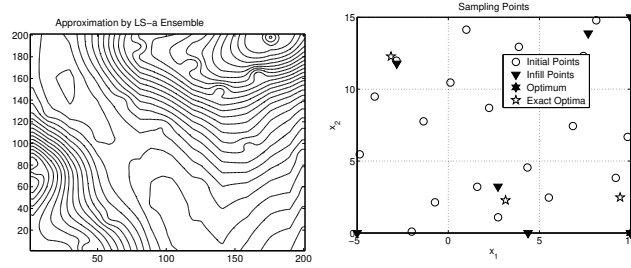 Approximation by LS−a Ensemble
200
180
160
140
120
100
80
60
40
20
50
100
150
200
Sampling Points
15
10
5
0
x2
Initial Points
Infill Points
Optimum
Exact Optima
−5
0
5
10
x1